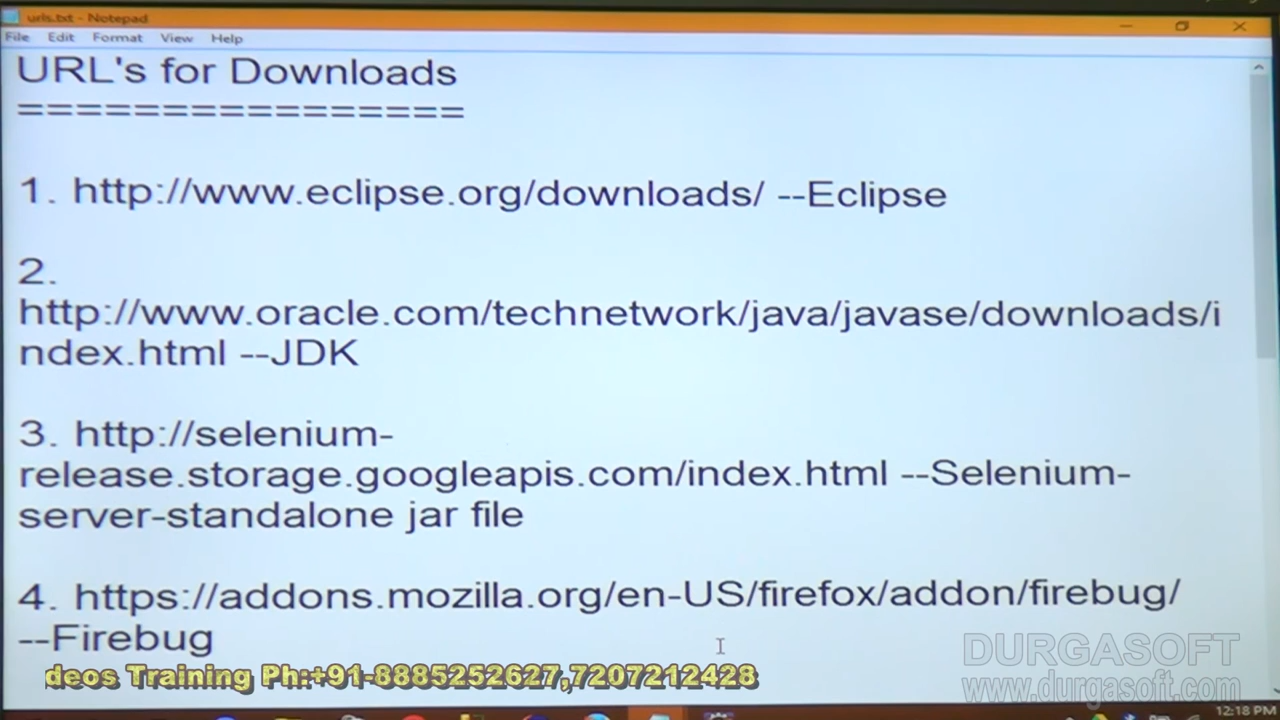 urls.txt - Notepad
File Edit Format View Help
URL's for Downloads
================
1. http://www.eclipse.org/downloads/ --Eclipse
2.
http://www.oracle.com/technetwork/java/javase/downloads/i
ndex.html --JDK
3. http://selenium-
release.storage.googleapis.com/index.html --Selenium-
server-standalone jar file
4. https://addons.mozilla.org/en-US/firefox/addon/firebug/
--Firebug
DURGASOFT
deos Training Ph:+91-8885252627,7207212428
www.durgasoft.com
12:18 PM